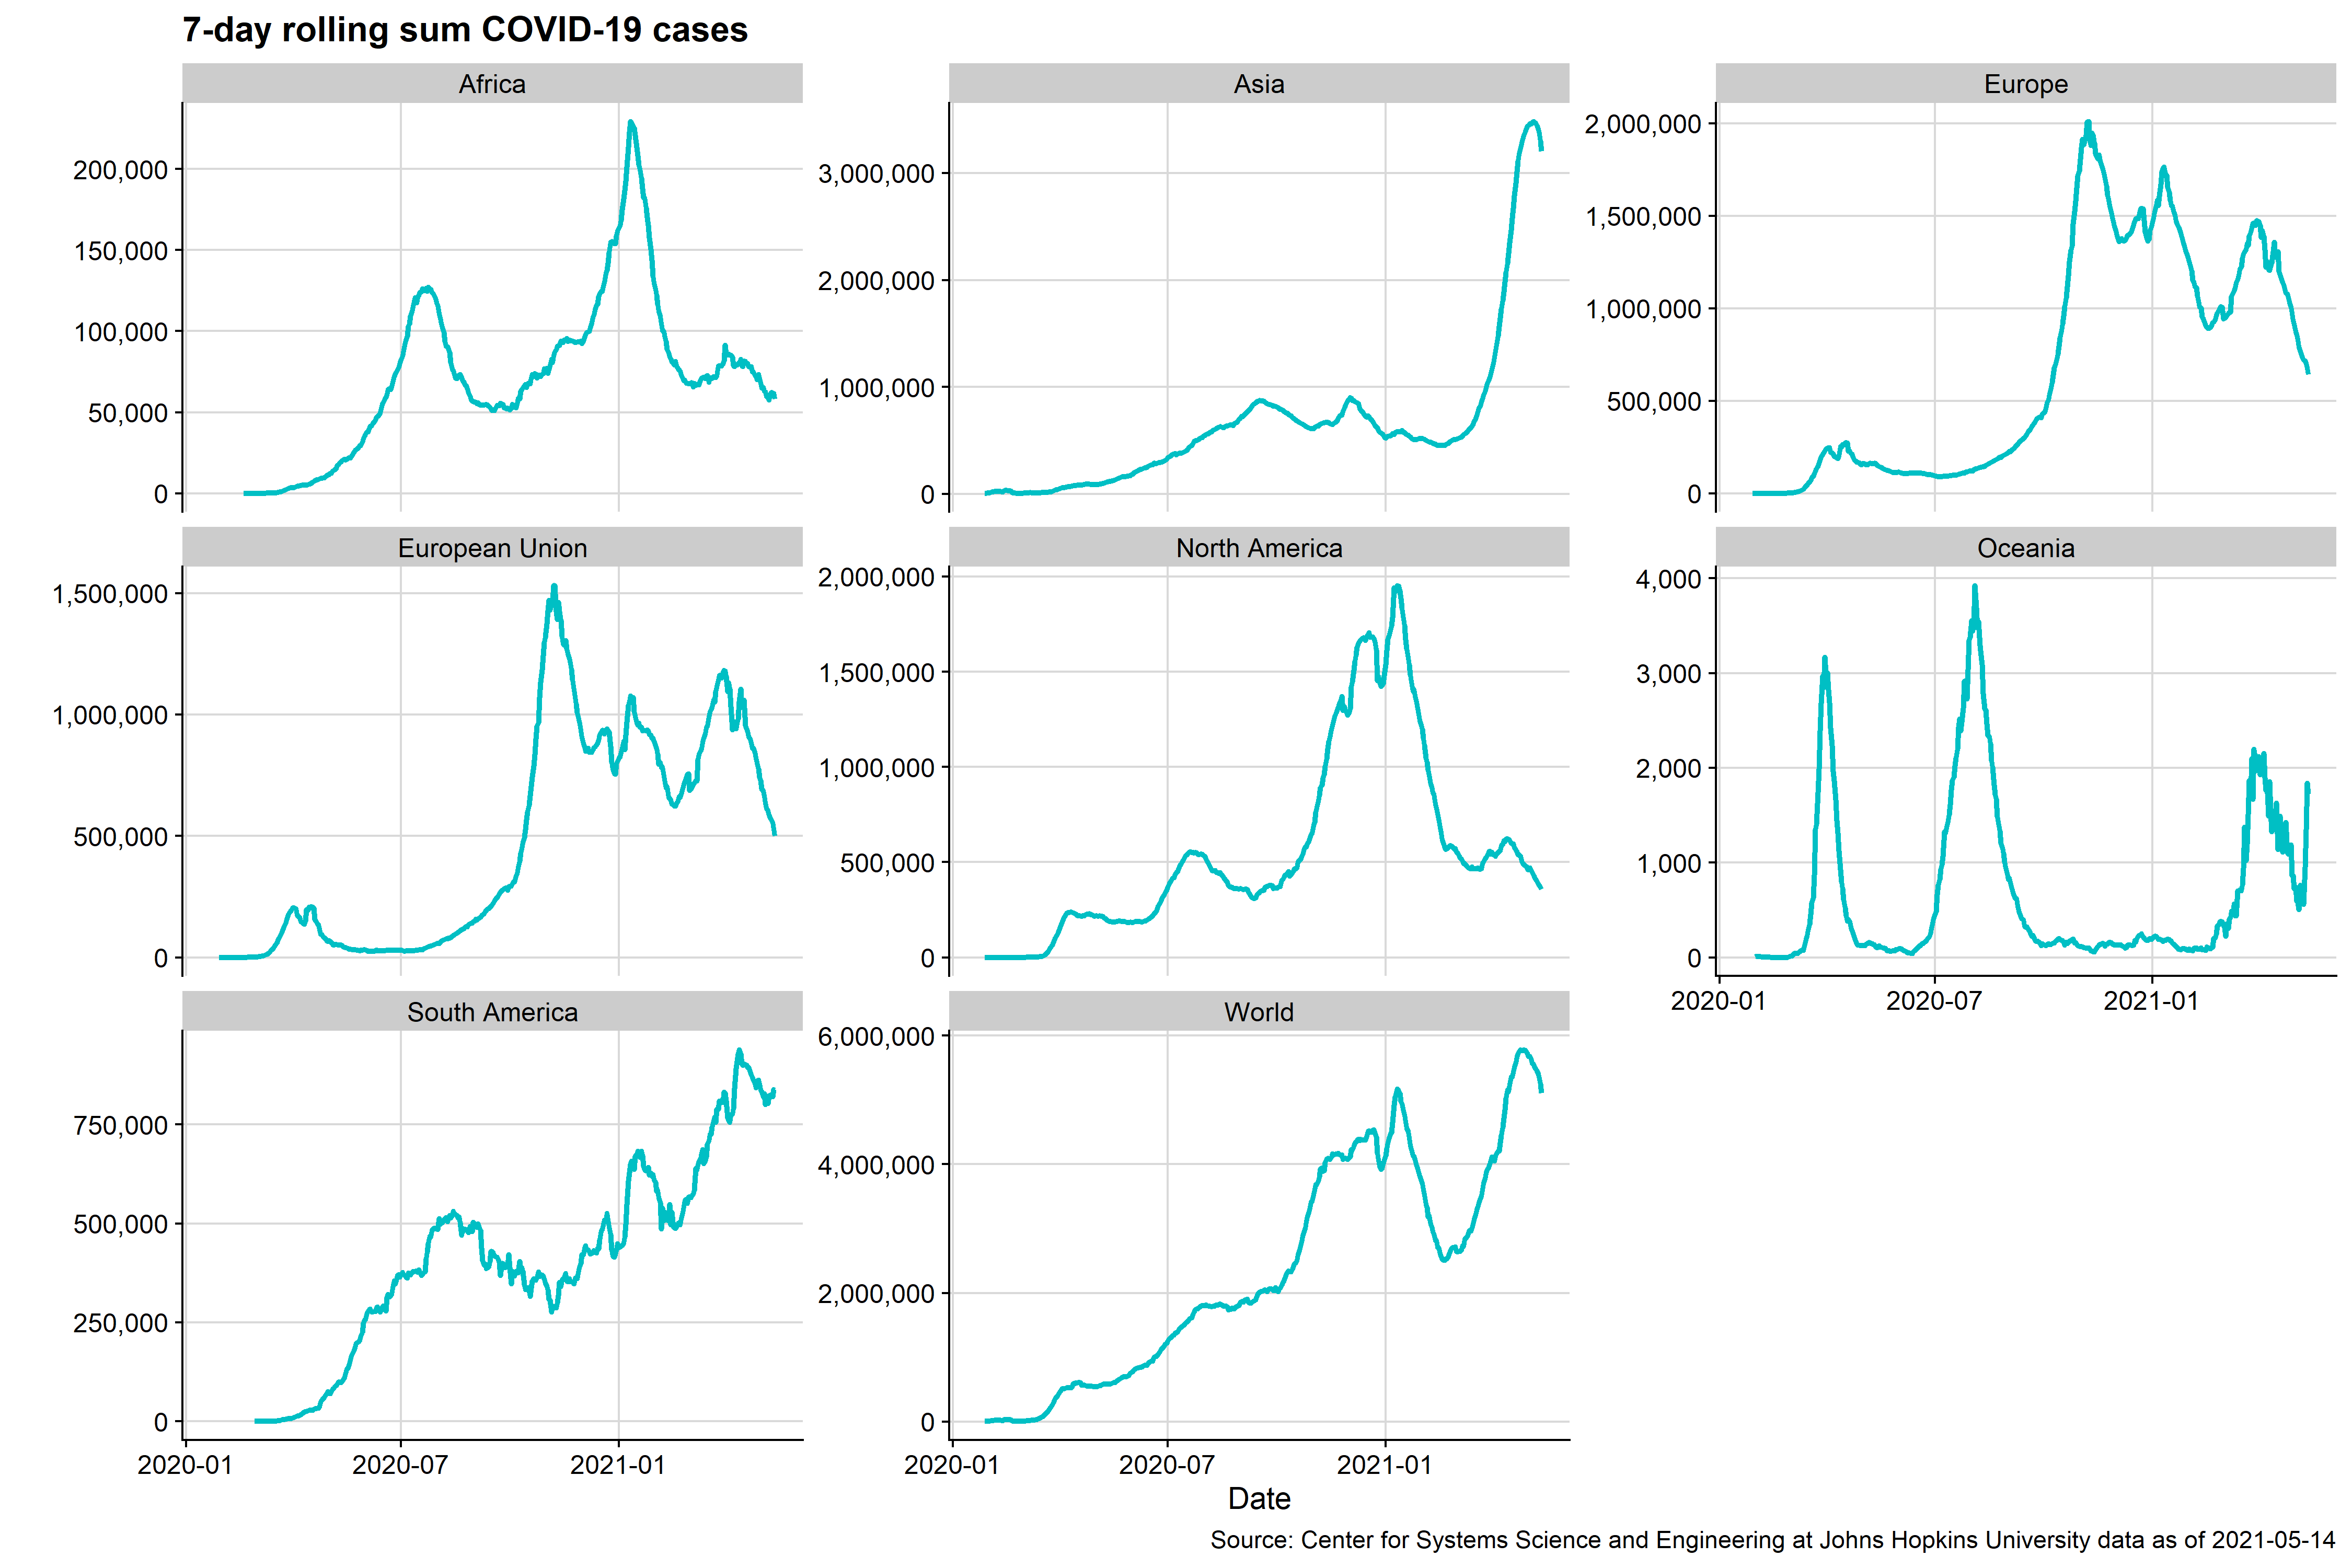 7-day rolling sum COVID-19 cases
Africa
Asia
Europe
200,000
150,000
100,000
50,000
0
3,000,000
2,000,000
1,000,000
0
2,000,000
1,500,000
1,000,000
500,000
0
European Union
North America
Oceania
1,500,000
1,000,000
500,000
0
2,000,000
1,500,000
1,000,000
500,000
0
4,000
3,000
2,000
1,000
0
2020-01 2020-07 2021-01
South America
World
750,000
500,000
250,000
0
6,000,000
4,000,000
2,000,000
0
2020-01 2020-07 2021-01
2020-01 2020-07 2021-01
Date
Source: Center for Systems Science and Engineering at Johns Hopkins University data as of 2021-05-14